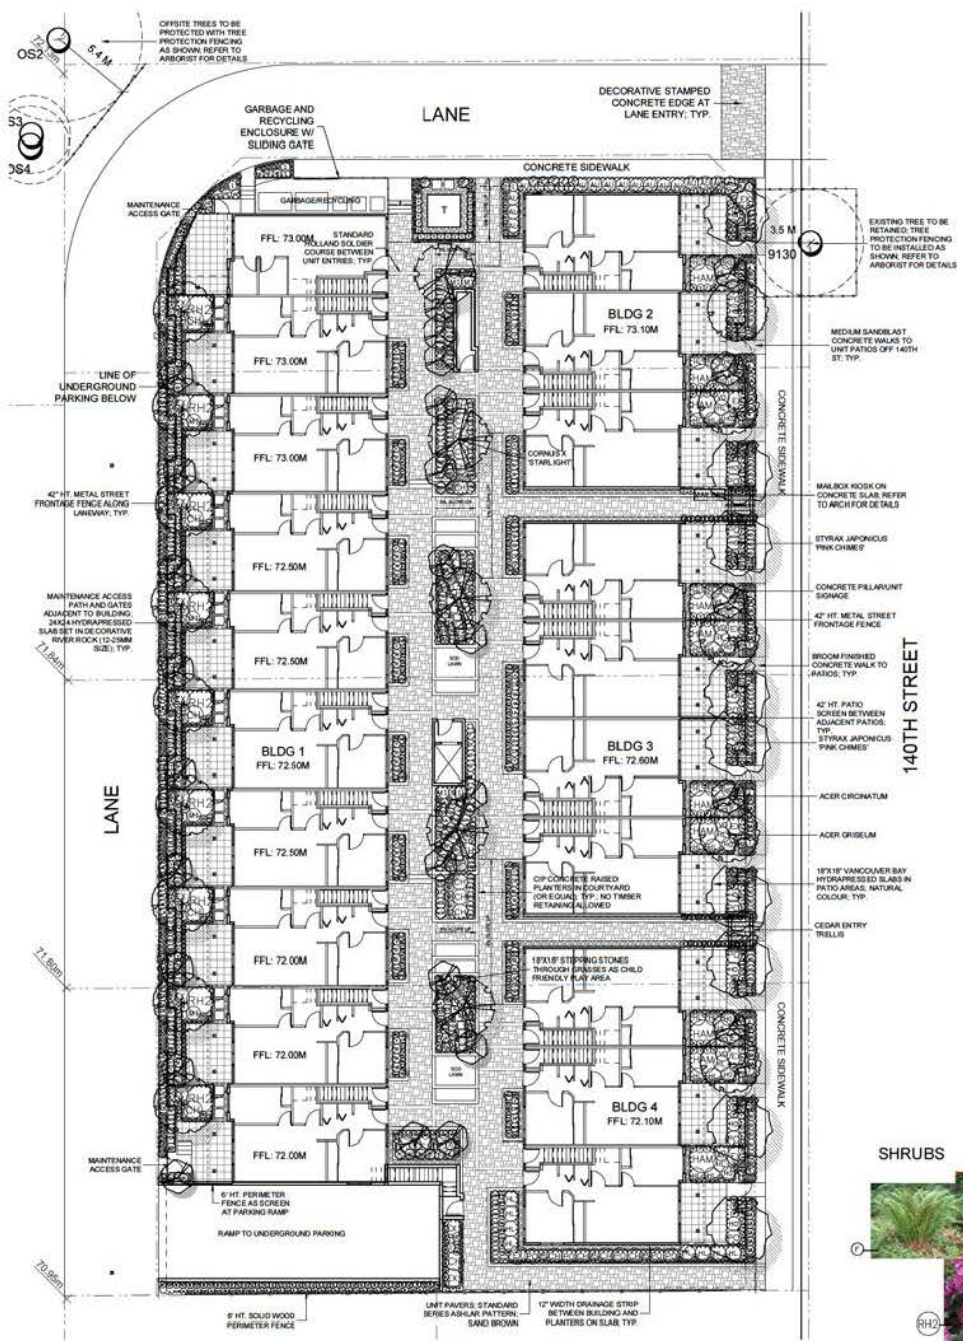 OFFSITE TREES TO BE
PROTECTED WITH TREE
PROTECTION FENCING
AS SHOWN; REFER TO
ARBORIST FOR DETAILS
OS2
5.4 M
S3
OS4
LANE
DECORATIVE STAMPED
CONCRETE EDGE AT
LANE ENTRY; TYP.
GARBAGE AND
RECYCLING
ENCLOSURE W/
SLIDING GATE
CONCRETE SIDEWALK
MAINTENANCE
ACCESS GATE
GARBAGE/RECYCLING
T
FFL: 73.00M
STANDARD
HOLLAND SOLDIER
COURSE BETWEEN
UNIT ENTRIES; TYP
3.5 M
9130
EXISTING TREE TO BE
RETAINED; TREE
PROTECTION FENCING
TO BE INSTALLED AS
SHOWN; REFER TO
ARBORIST FOR DETAILS
BLDG 2
FFL: 73.10M
MEDIUM SANDBLAST
CONCRETE WALKS TO
UNIT PATIOS OFF 140TH
ST; TYP.
FFL: 73.00M
LINE OF
UNDERGROUND
PARKING BELOW
CONCRETE SIDEWALK
FFL: 73.00M
CORNUS X
'STARLIGHT'
42" HT. METAL STREET
FRONTAGE FENCE ALONG
LANEWAY; TYP.
MAILBOX KIOSK ON
CONCRETE SLAB; REFER
TO ARCH FOR DETAILS
STYRAX JAPONICUS
'PINK CHIMES'
FFL: 72.50M
MAINTENANCE ACCESS
PATH AND GATES
ADJACENT TO BUILDING;
24X24 HYDRAPRESSED
SLAB SET IN DECORATIVE
RIVER ROCK (12-25MM
SIZE); TYP.
CONCRETE PILLAR/UNIT
SIGNAGE
42" HT. METAL STREET
FRONTAGE FENCE
71.84m
FFL: 72.50M
SOD
LAWN
BROOM FINISHED
CONCRETE WALK TO
PATIOS; TYP.
140TH STREET
42' HT. PATIO
SCREEN BETWEEN
ADJACENT PATIOS;
TYP.
STYRAX JAPONICUS
'PINK CHIMES'
BLDG 1
FFL: 72.50M
BLDG 3
FFL: 72.60M
LANE
ACER CIRCINATUM
ACER GRISEUM
FFL: 72.50M
CIP CONCRETE RAISED
PLANTERS IN COURTYARD
(OR EQUAL), TYP.; NO TIMBER
RETAINING ALLOWED
18"X18" VANCOUVER BAY
HYDRAPRESSED SLABS IN
PATIO AREAS; NATURAL
COLOUR; TYP.
CEDAR ENTRY
TRELLIS
71.60m
FFL: 72.00M
18"X18" STEPPING STONES
THROUGH GRASSES AS CHILD
FRIENDLY PLAY AREA
CONCRETE SIDEWALK
FFL: 72.00M
SOD
LAWN
BLDG 4
FFL: 72.10M
MAINTENANCE
ACCESS GATE
FFL: 72.00M
SHRUBS
6' HT. PERIMETER
FENCE AS SCREEN
AT PARKING RAMP
RAMP TO UNDERGROUND PARKING
F
70.95m
6' HT. SOLID WOOD
PERIMETER FENCE
UNIT PAVERS; STANDARD
SERIES ASHLAR PATTERN;
SAND BROWN
12" WIDTH DRAINAGE STRIP
BETWEEN BUILDING AND
PLANTERS ON SLAB; TYP.
RH2